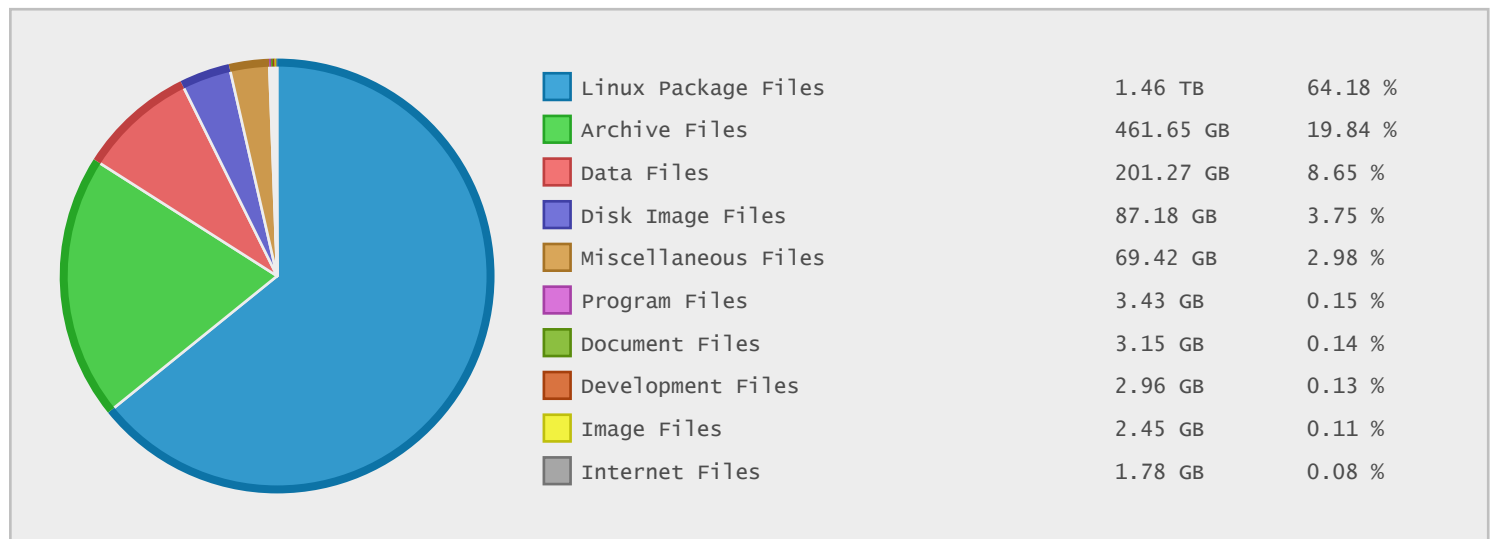 Linux Package Files 1.46 TB 64.18 %
Archive Files 461.65 GB 19.84 %
Data Files 201.27 GB 8.65 %
Disk Image Files 87.18 GB 3.75 %
Miscellaneous Files 69.42 GB 2.98 %
Program Files 3.43 GB 0.15 %
Document Files 3.15 GB 0.14 %
Development Files 2.96 GB 0.13 %
Image Files 2.45 GB 0.11 %
Internet Files 1.78 GB 0.08 %